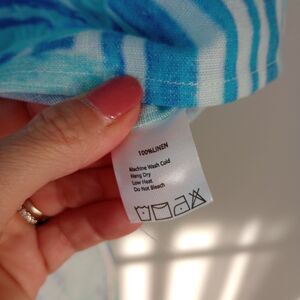 100%LINEN
Machine Wash Cold
Hang Dry
Low Heat
Do Not Bleach